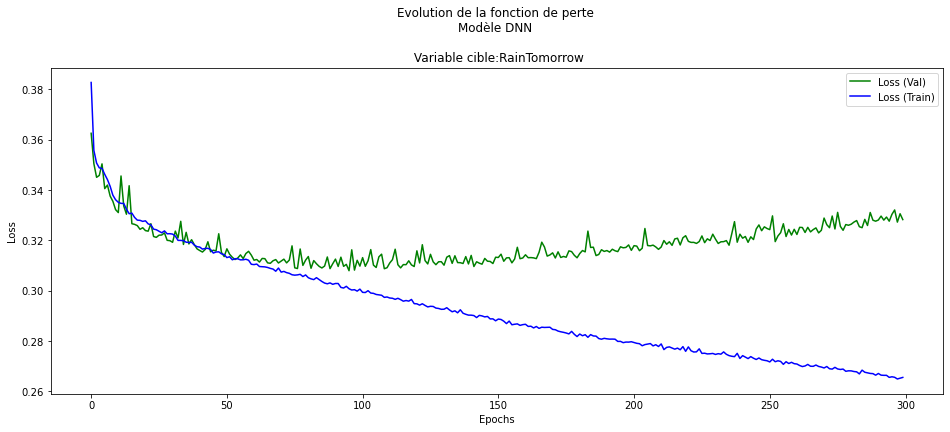 Evolution de la fonction de perte
Modèle DNN
Variable cible:RainTomorrow
Loss (Val)
Loss (Train)
Loss
0.38
0.36
0.34
0.32
0.30
0.28
0.26
0
50
100
150
200
250
300
Epochs